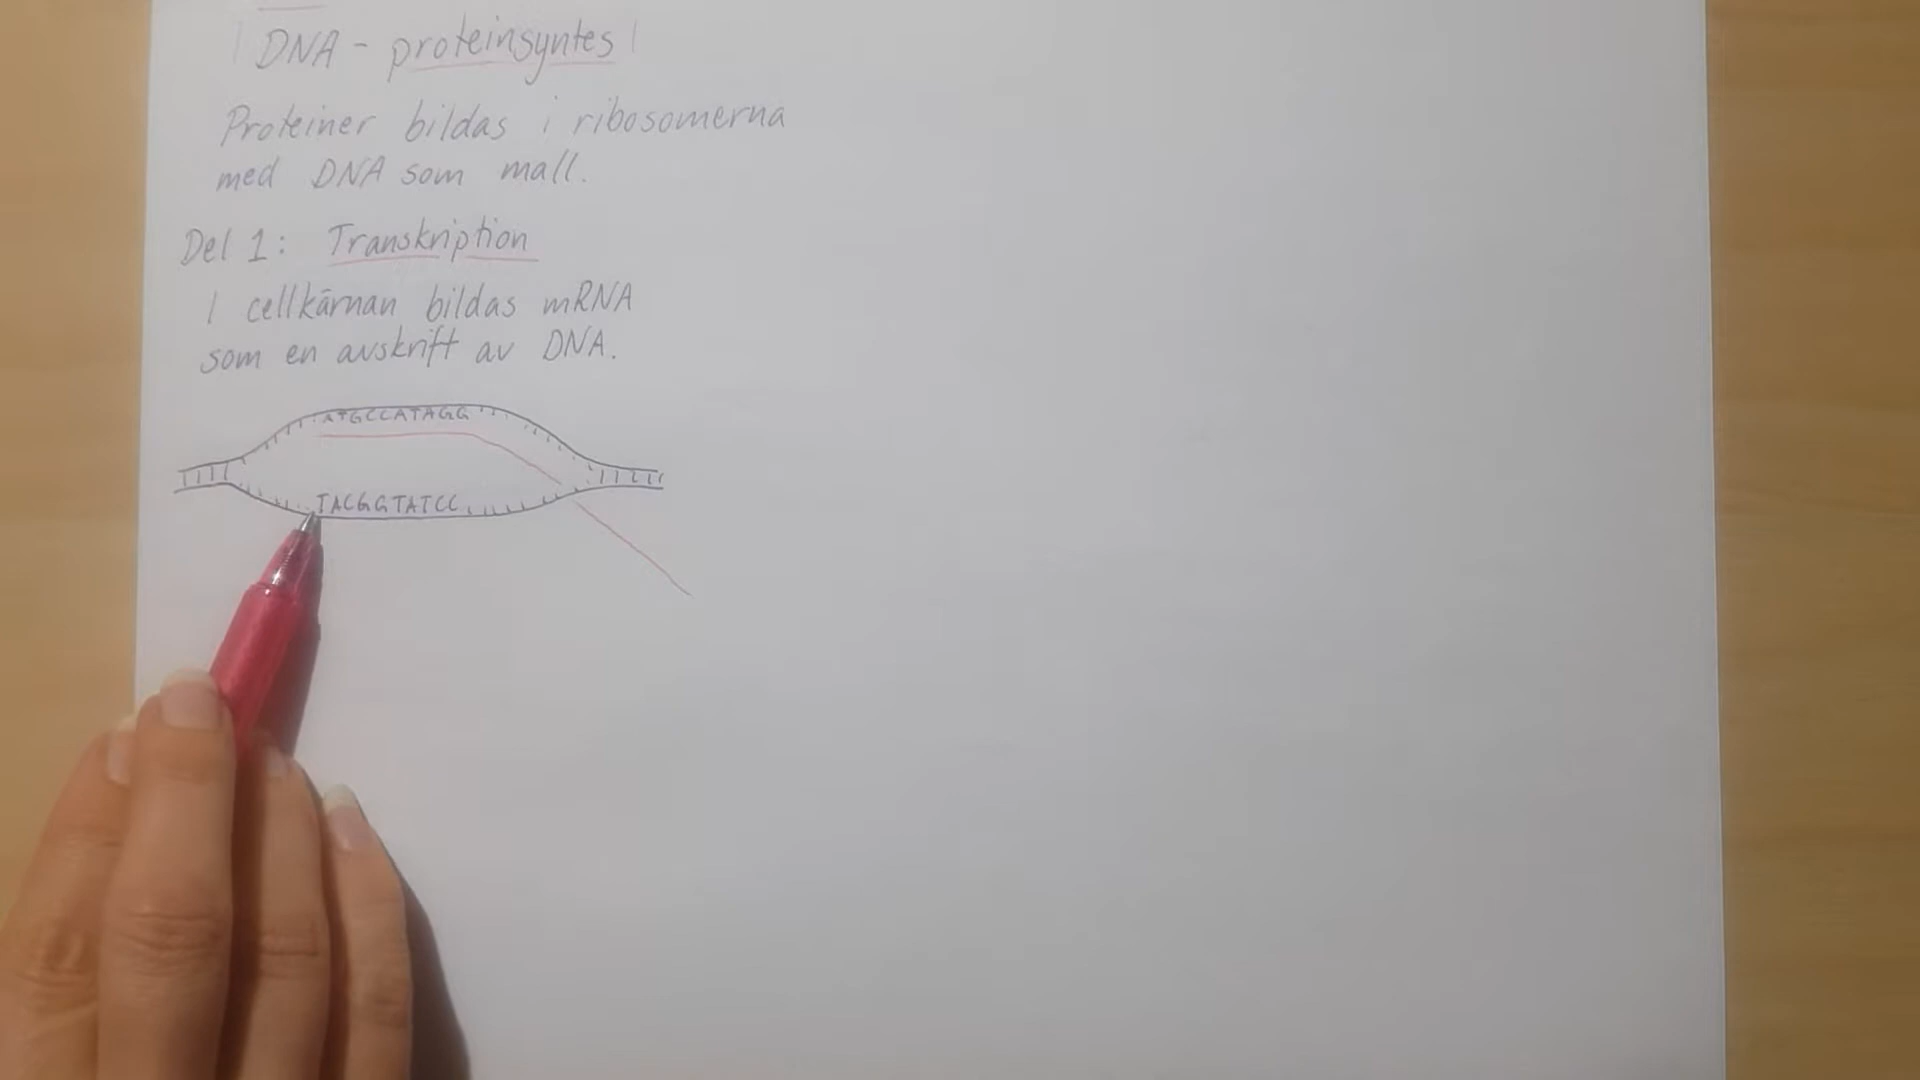 DNA - proteinsyntes
Proteiner bildas i ribosomerna
med DNA som mall.
Del 1: Transkription
I cellkärnan bildas mRNA
som en avskrift av DNA.
ATGCCATAGG
TACGGTATCC